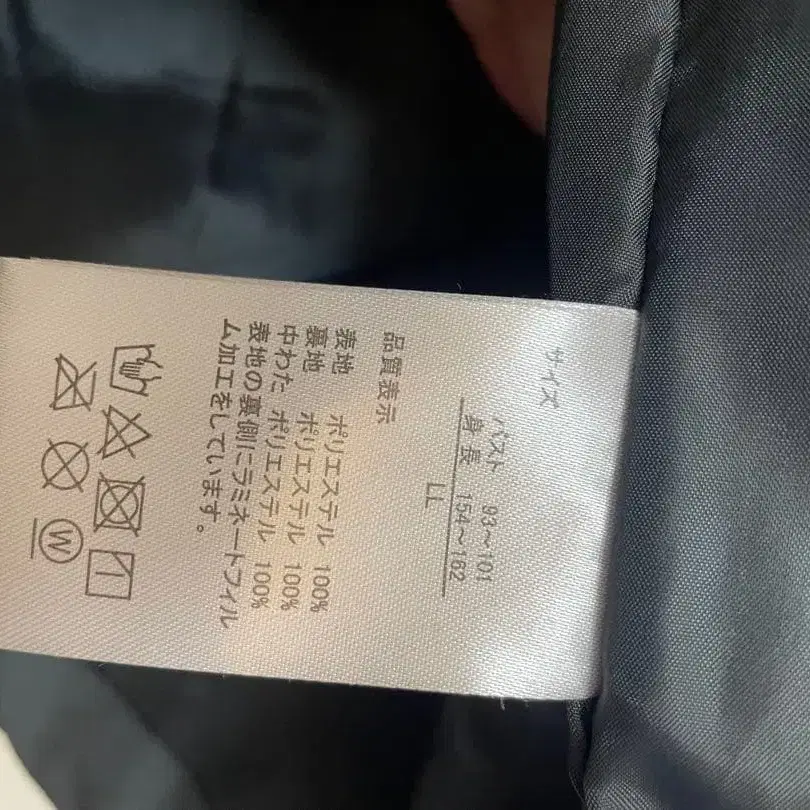 サイズ
バスト 93～101
身長 154～162
LL
品質表示
表地 ポリエステル 100%
裏地 ポリエステル 100%
中わた ポリエステル 100%
表地の裏側にラミネートフィル
ム加工をしています。
W